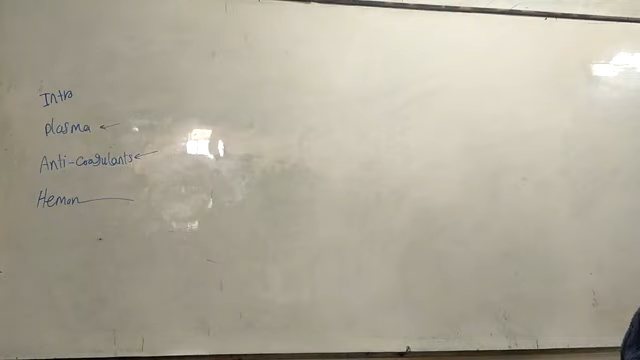 Intro
Plasma ←
Anti-coagulants ←
Hemon